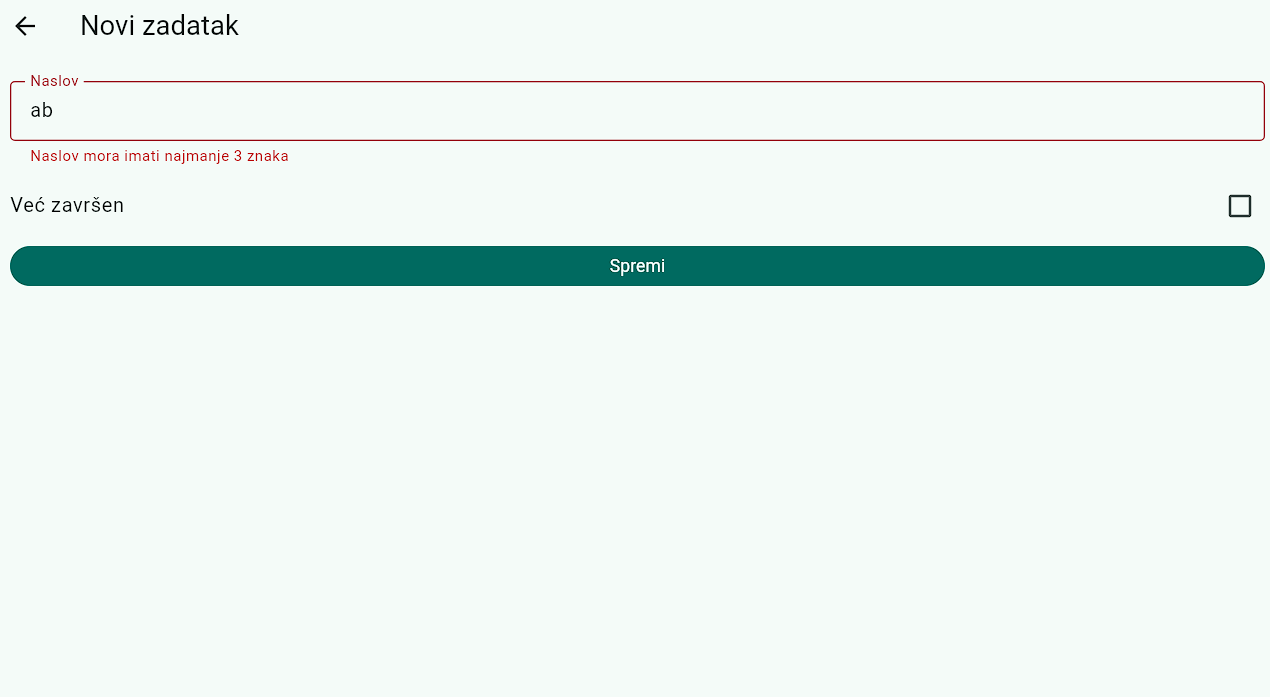 Novi zadatak
Naslov
ab
Naslov mora imati najmanje 3 znaka
Već završen
Spremi